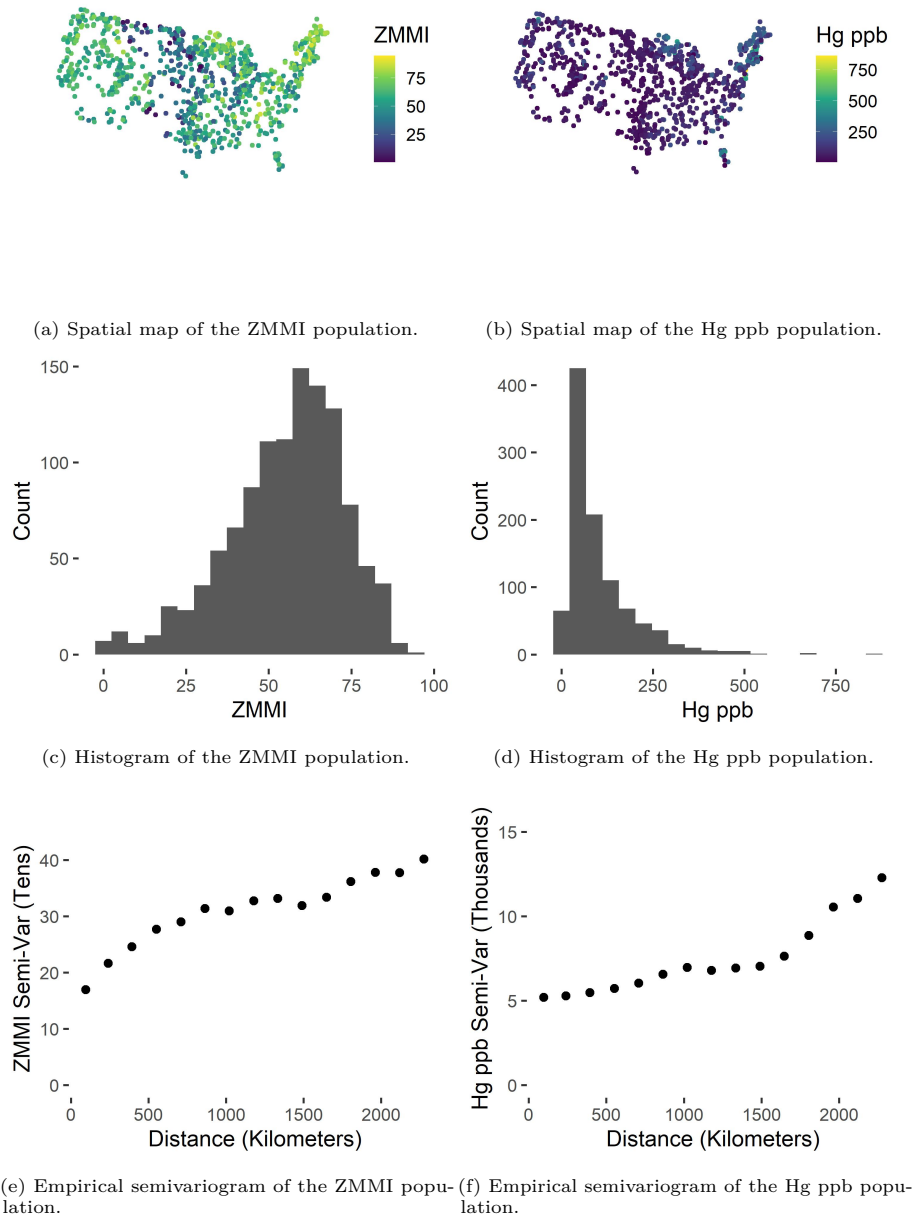 ZMMI
75
50
25
Hg ppb
750
500
250
(a) Spatial map of the ZMMI population.
(b) Spatial map of the Hg ppb population.
150
100
50
0
Count
0 25 50 75 100
ZMMI
400
300
200
100
0
Count
0 250 500 750
Hg ppb
(c) Histogram of the ZMMI population.
(d) Histogram of the Hg ppb population.
40
30
20
10
0
ZMMI Semi-Var (Tens)
0 500 1000 1500 2000
Distance (Kilometers)
15
10
5
0
Hg ppb Semi-Var (Thousands)
0 500 1000 1500 2000
Distance (Kilometers)
(e) Empirical semivariogram of the ZMMI popu-
lation.
(f) Empirical semivariogram of the Hg ppb popu-
lation.